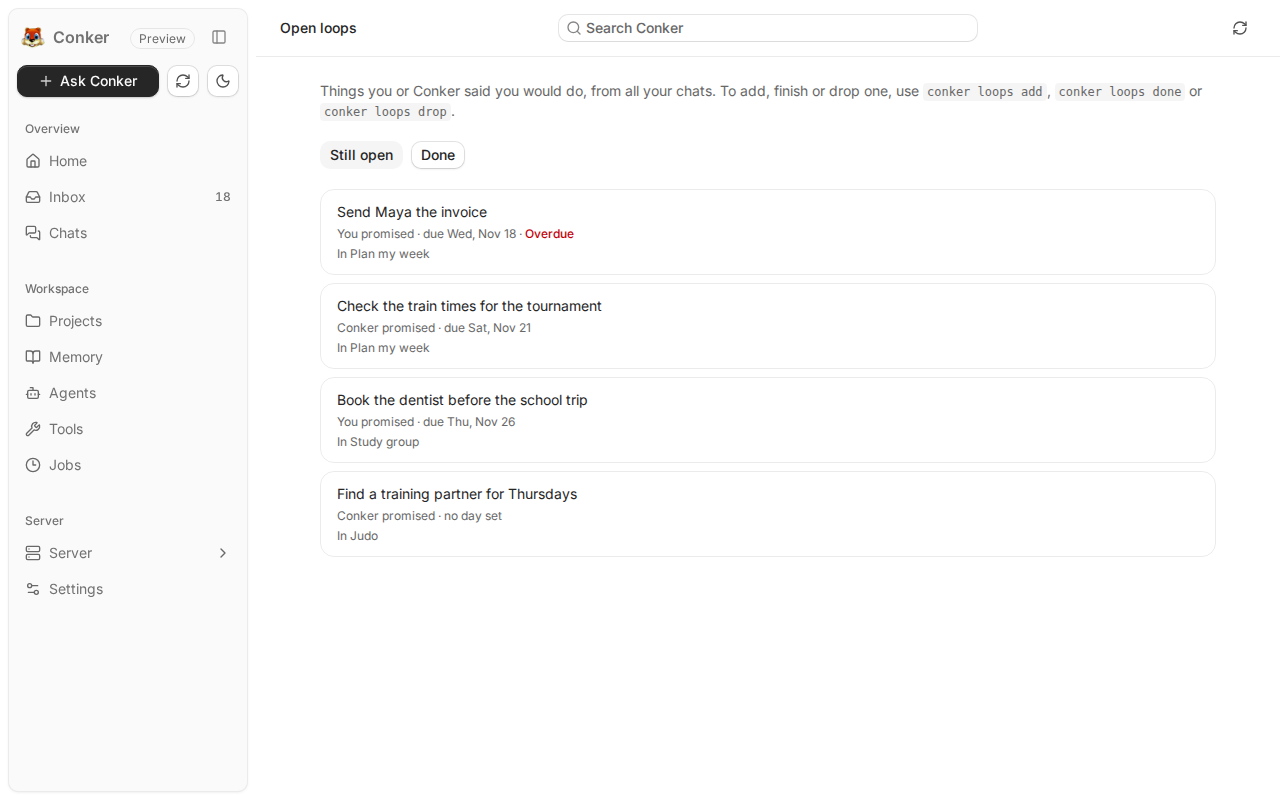 Conker
Preview
Ask Conker
Overview
Home
Inbox 18
Chats
Workspace
Projects
Memory
Agents
Tools
Jobs
Server
Server
Settings
Open loops
Search Conker
Things you or Conker said you would do, from all your chats. To add, finish or drop one, use conker loops add, conker loops done or
conker loops drop.
Still open Done
Send Maya the invoice
You promised · due Wed, Nov 18 · Overdue
In Plan my week
Check the train times for the tournament
Conker promised · due Sat, Nov 21
In Plan my week
Book the dentist before the school trip
You promised · due Thu, Nov 26
In Study group
Find a training partner for Thursdays
Conker promised · no day set
In Judo